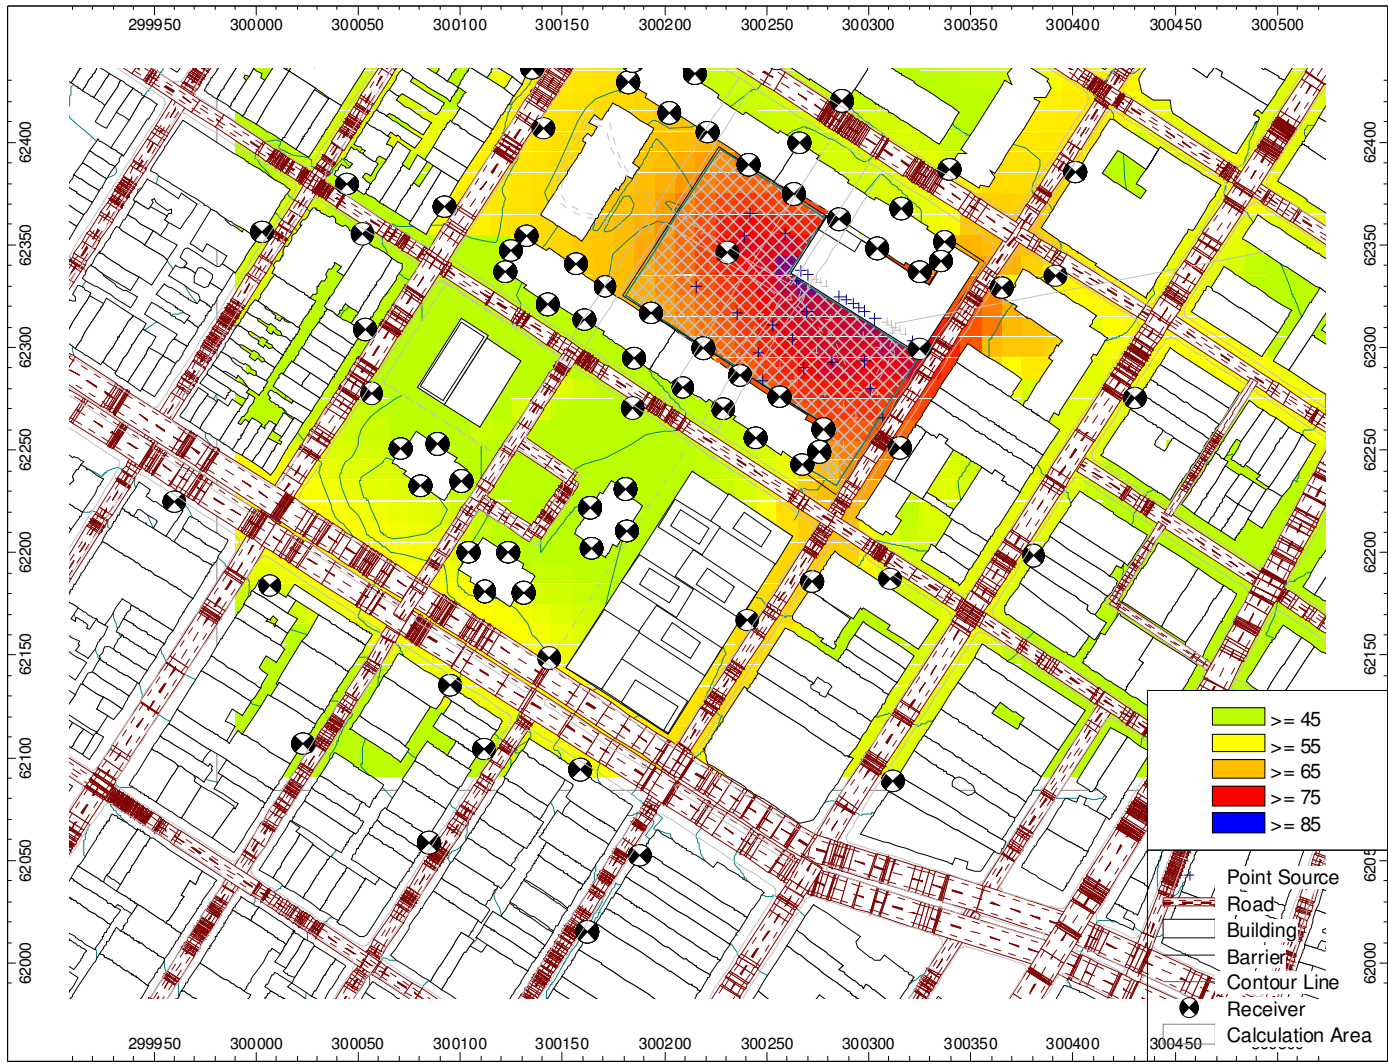 299950 300000 300050 300100 300150 300200 300250 300300 300350 300400 300450 300500
62400 62400
62350 62350
62300 62300
62250 62250
62200 62200
62150 62150
62100
>= 45
>= 55
>= 65
>= 75
>= 85
62050
Point Source
Road
Building
62000 62000
Barrier
Contour Line
Receiver
Calculation Area
299950 300000 300050 300100 300150 300200 300250 300300 300350 300400 300450